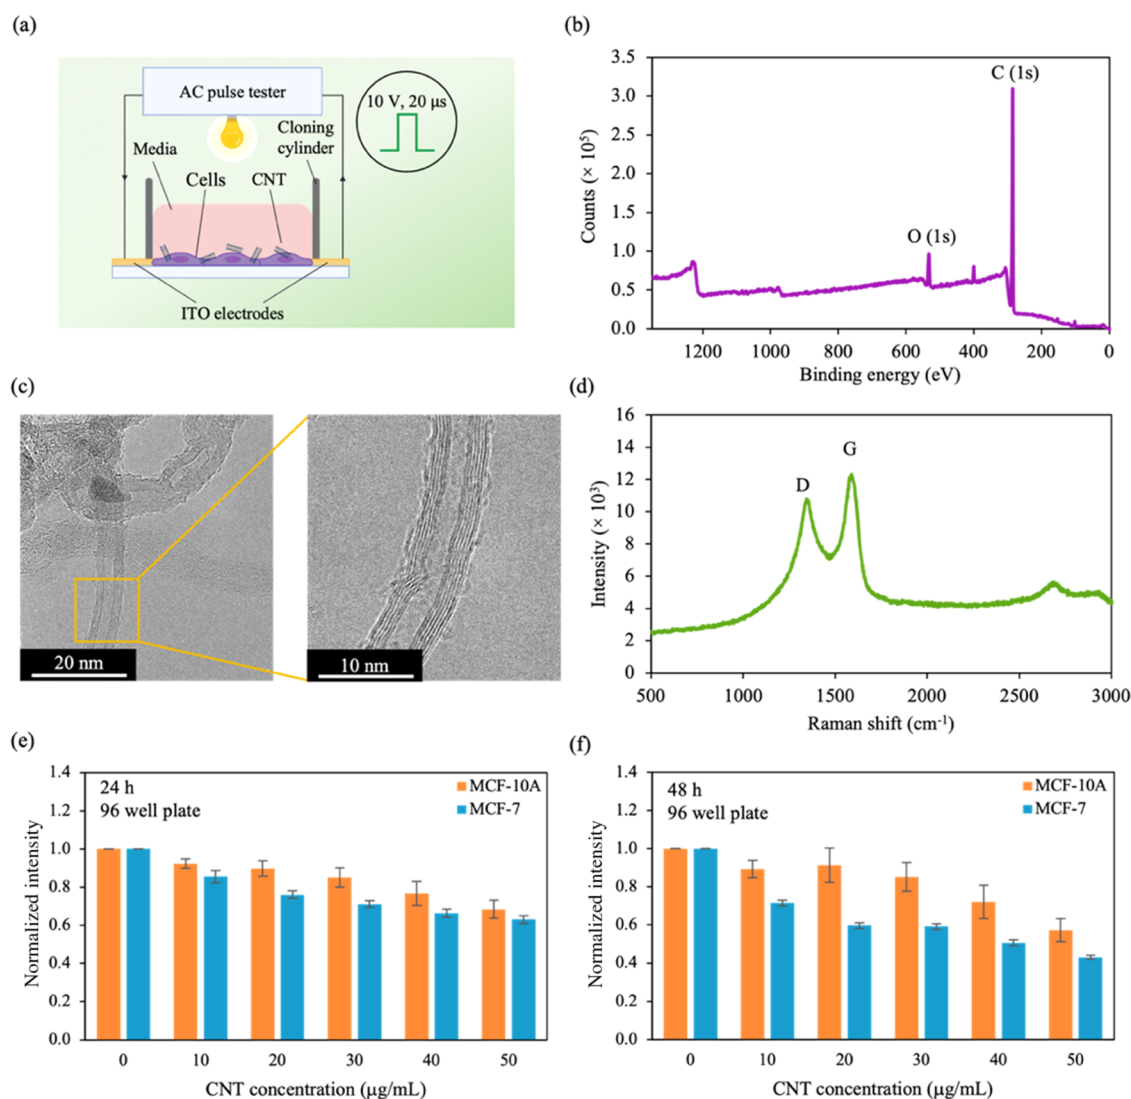 (a)
AC pulse tester
10 V, 20 µs
Cloning
cylinder
Media
Cells
CNT
ITO electrodes
(b)
3.5
3.0
2.5
2.0
1.5
1.0
0.5
0.0
Counts (× 10⁵)
C (1s)
O (1s)
1200 1000 800 600 400 200 0
Binding energy (eV)
(c)
20 nm
10 nm
(d)
16
14
12
10
8
6
4
2
0
Intensity (× 10³)
D
G
500 1000 1500 2000 2500 3000
Raman shift (cm⁻¹)
(e)
1.4
1.2
1.0
0.8
0.6
0.4
0.2
0.0
Normalized intensity
24 h
96 well plate
MCF-10A
MCF-7
0 10 20 30 40 50
CNT concentration (µg/mL)
(f)
1.4
1.2
1.0
0.8
0.6
0.4
0.2
0.0
Normalized intensity
48 h
96 well plate
MCF-10A
MCF-7
0 10 20 30 40 50
CNT concentration (µg/mL)